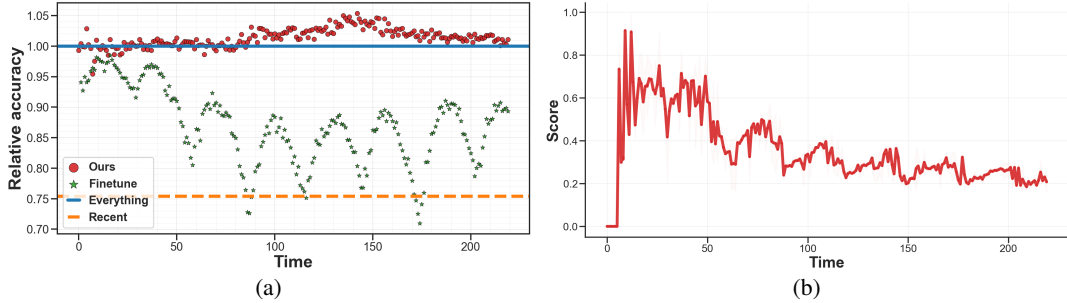 1.05
1.00
0.95
0.90
0.85
0.80
0.75
0.70
Relative accuracy
Ours
Finetune
Everything
Recent
0 50 100 150 200
Time
(a)
1.0
0.8
0.6
0.4
0.2
0.0
Score
0 50 100 150 200
Time
(b)